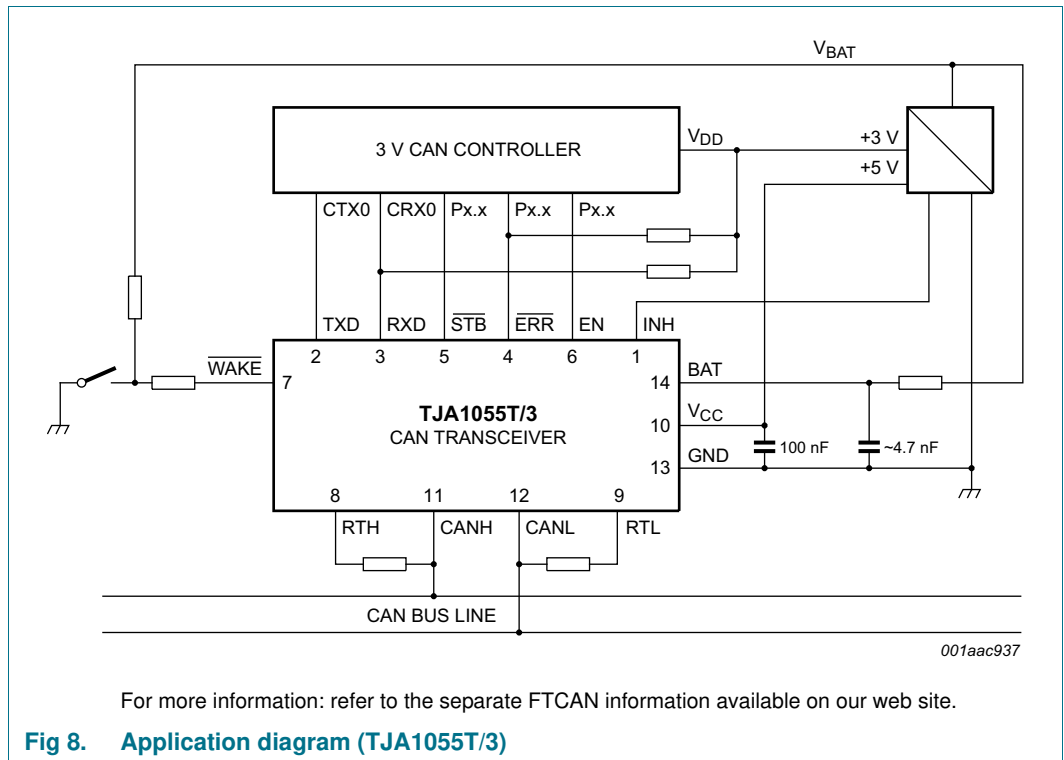 VBAT
3 V CAN CONTROLLER
VDD
+3 V
+5 V
CTX0 CRX0 Px.x Px.x Px.x
TXD RXD STB ERR EN INH
2 3 5 4 6 1
WAKE
7
14 BAT
TJA1055T/3
CAN TRANSCEIVER
10 VCC
100 nF
~4.7 nF
13 GND
8 11 12 9
RTH CANH CANL RTL
CAN BUS LINE
001aac937
For more information: refer to the separate FTCAN information available on our web site.
Fig 8. Application diagram (TJA1055T/3)